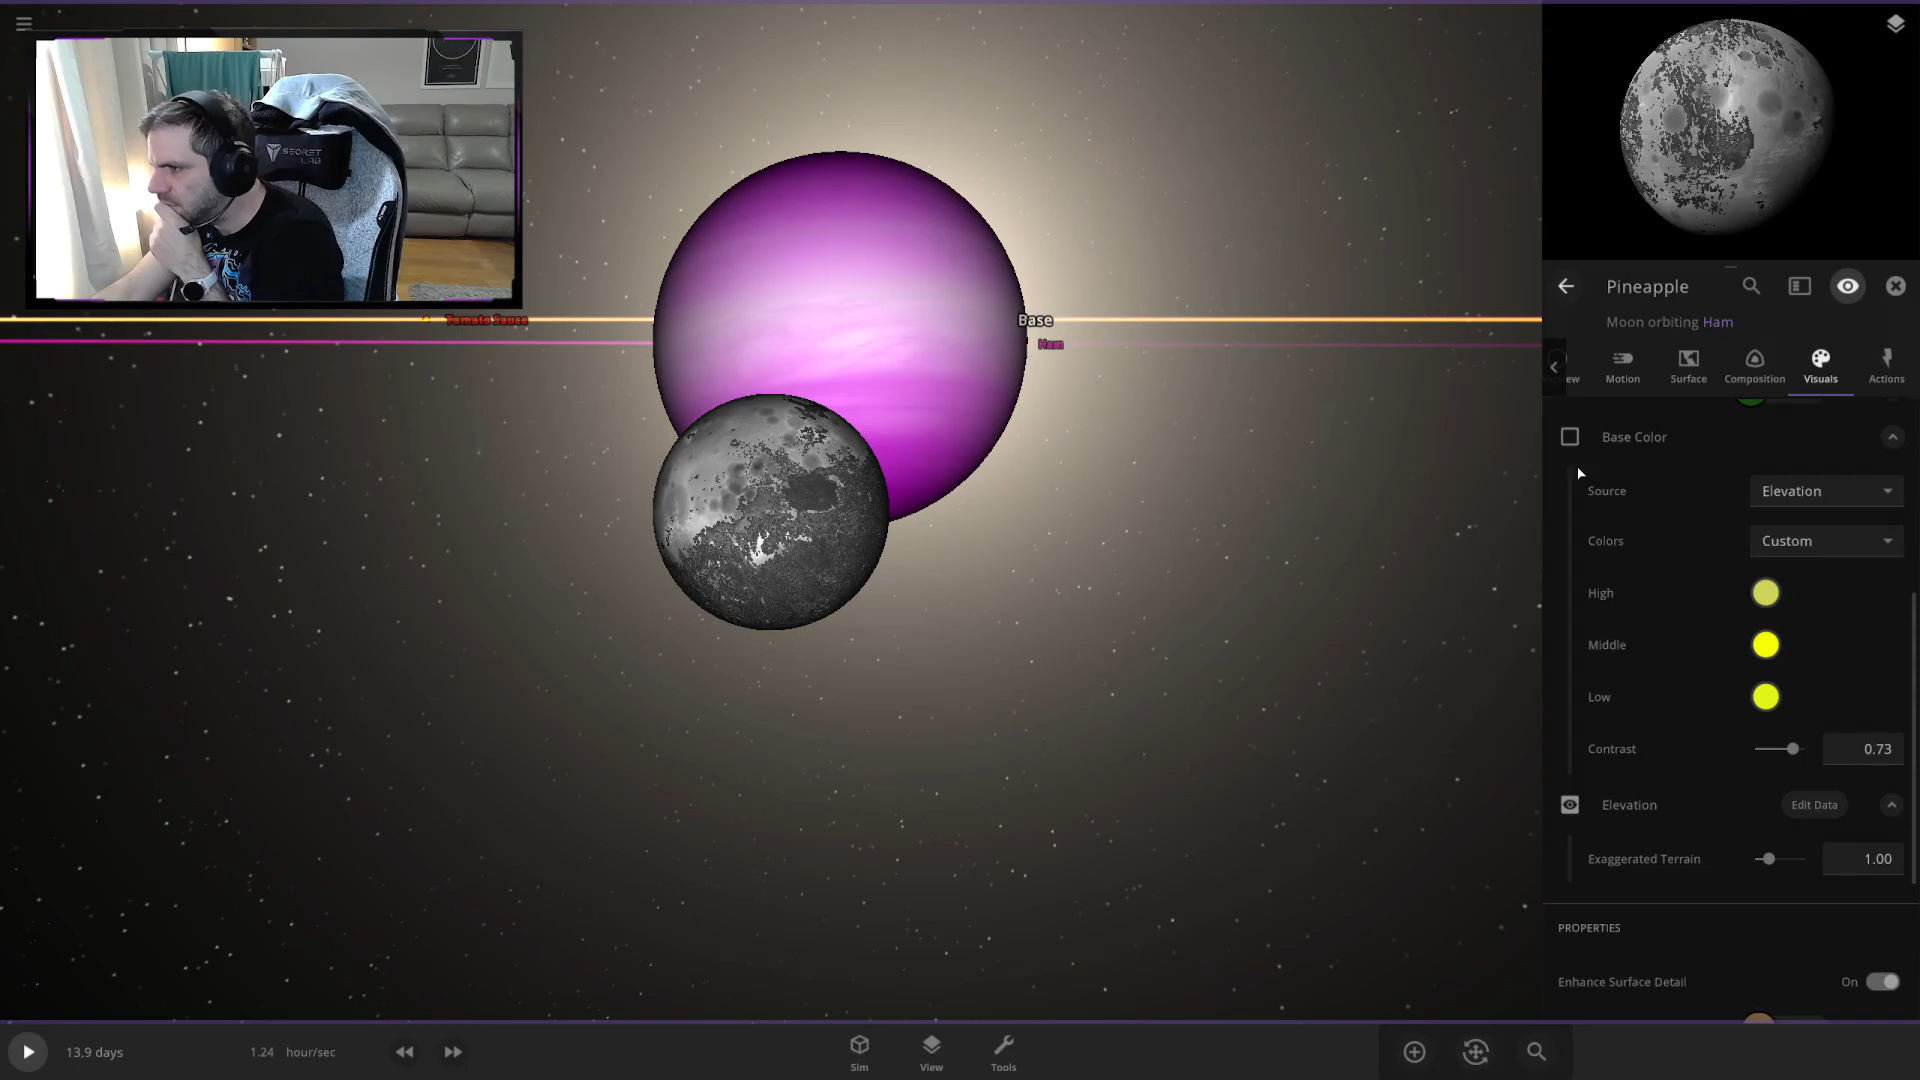 SECRET
LAB
Tomato Sauce
Base
Ham
Pineapple
Moon orbiting Ham
Motion
Surface
Composition
Visuals
Actions
Base Color
Source
Elevation
Colors
Custom
High
Middle
Low
Contrast
0.73
Elevation
Edit Data
Exaggerated Terrain
1.00
PROPERTIES
Enhance Surface Detail
On
13.9 days
1.24 hour/sec
Sim
View
Tools